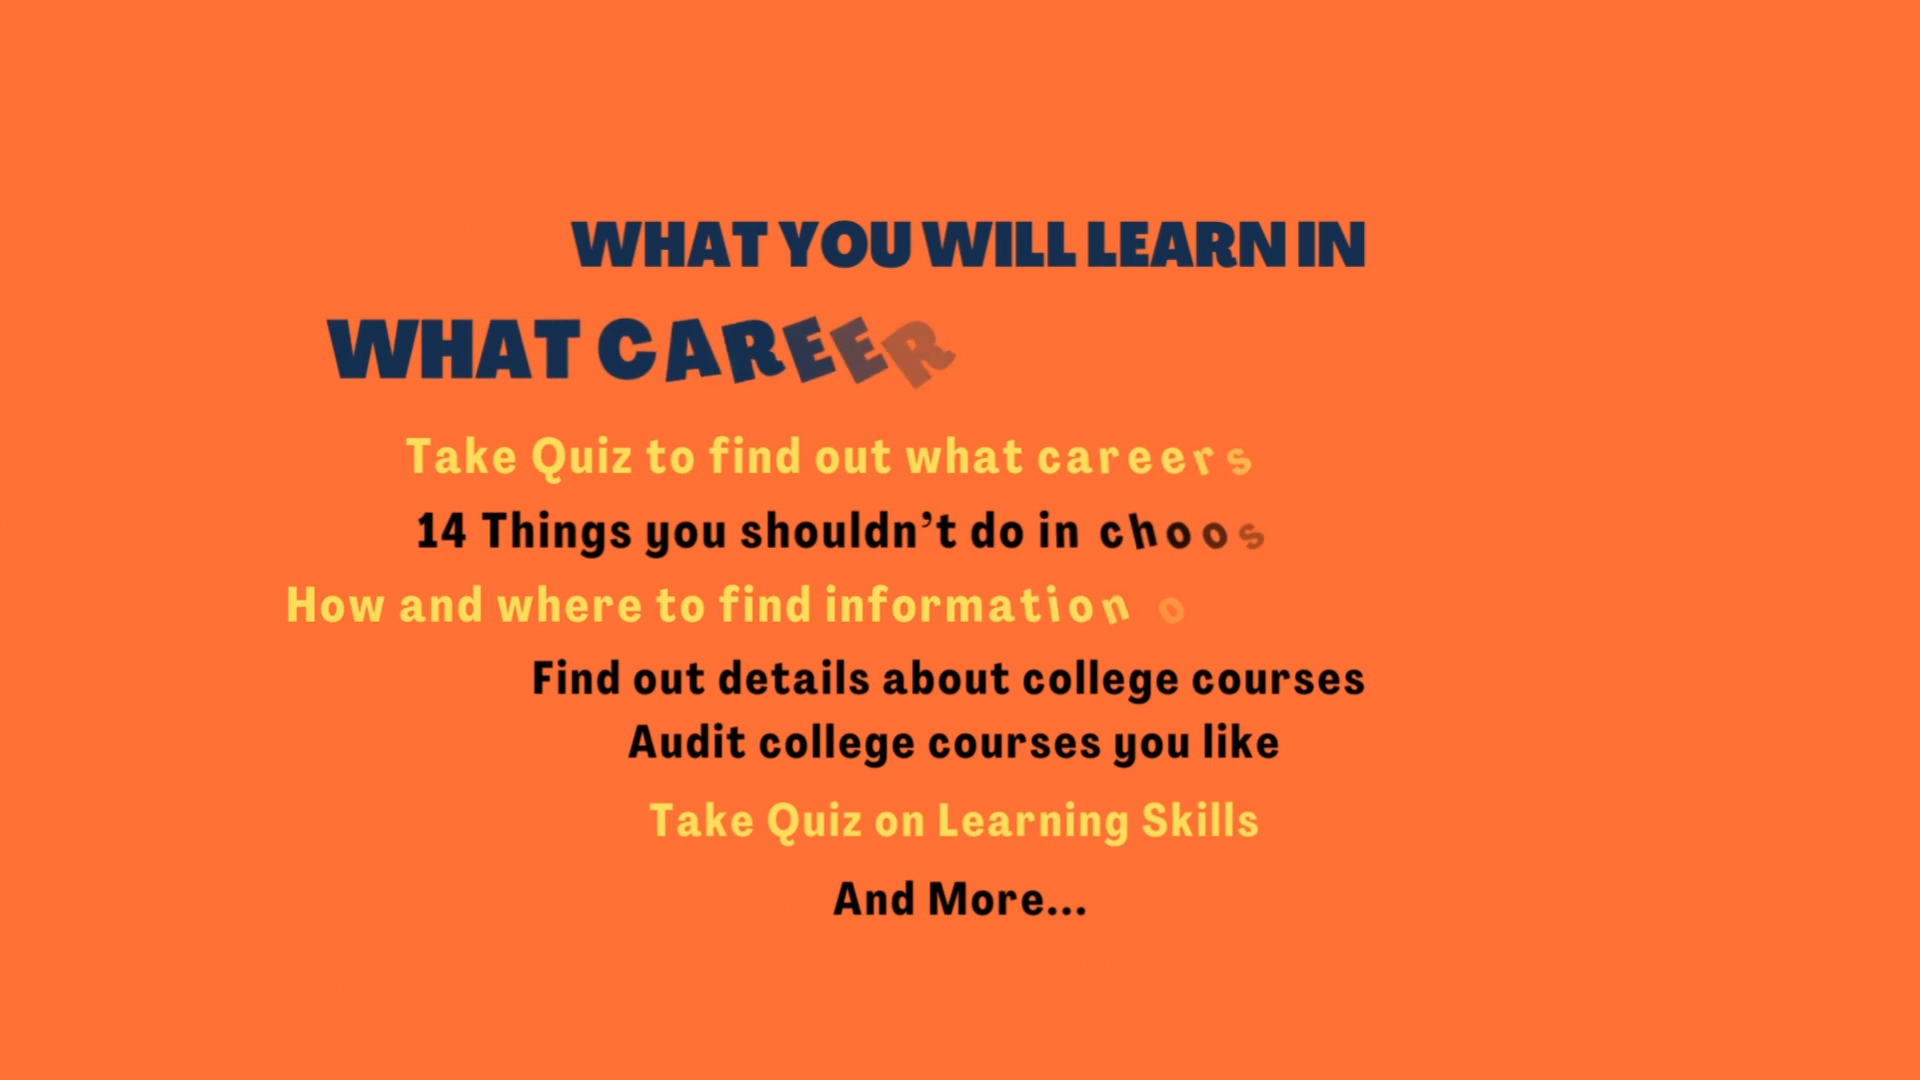 WHAT YOU WILL LEARN IN
WHAT CAREER
Take Quiz to find out what careers
14 Things you shouldn't do in choos
How and where to find information o
Find out details about college courses
Audit college courses you like
Take Quiz on Learning Skills
And More...